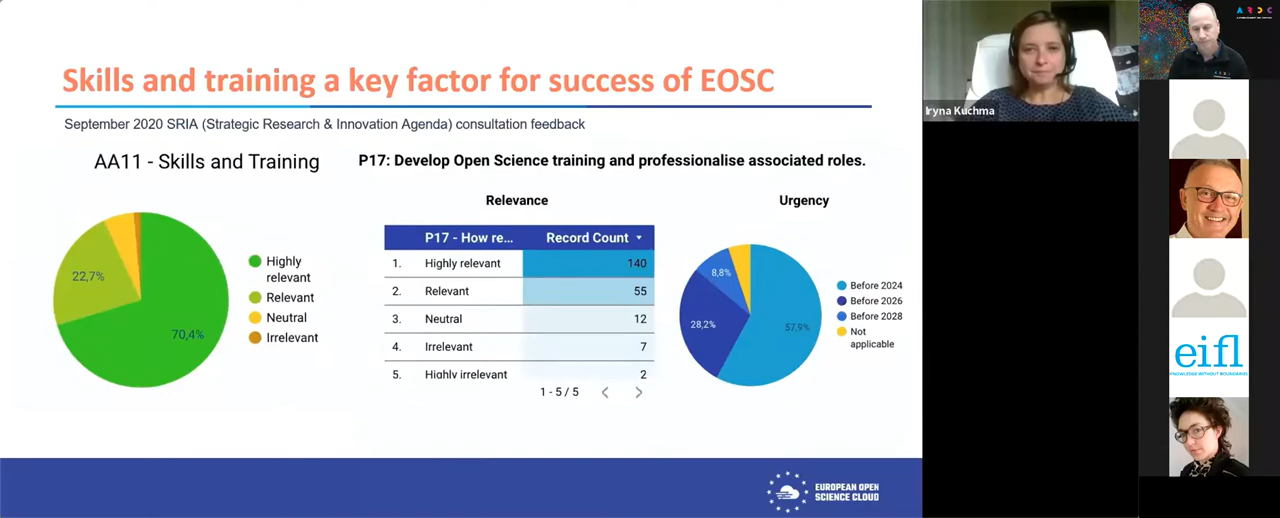 Skills and training a key factor for success of EOSC
September 2020 SRIA (Strategic Research & Innovation Agenda) consultation feedback
AA11 - Skills and Training
22,7%
70,4%
Highly
relevant
Relevant
Neutral
Irrelevant
P17: Develop Open Science training and professionalise associated roles.
Relevance
P17 - How re... Record Count
1. Highly relevant 140
2. Relevant 55
3. Neutral 12
4. Irrelevant 7
5. Highly irrelevant 2
1 - 5 / 5
Urgency
8,8%
28,2%
57,9%
Before 2024
Before 2026
Before 2028
Not
applicable
EUROPEAN OPEN
SCIENCE CLOUD
Iryna Kuchma
ARDC
eifl
KNOWLEDGE WITHOUT BOUNDARIES